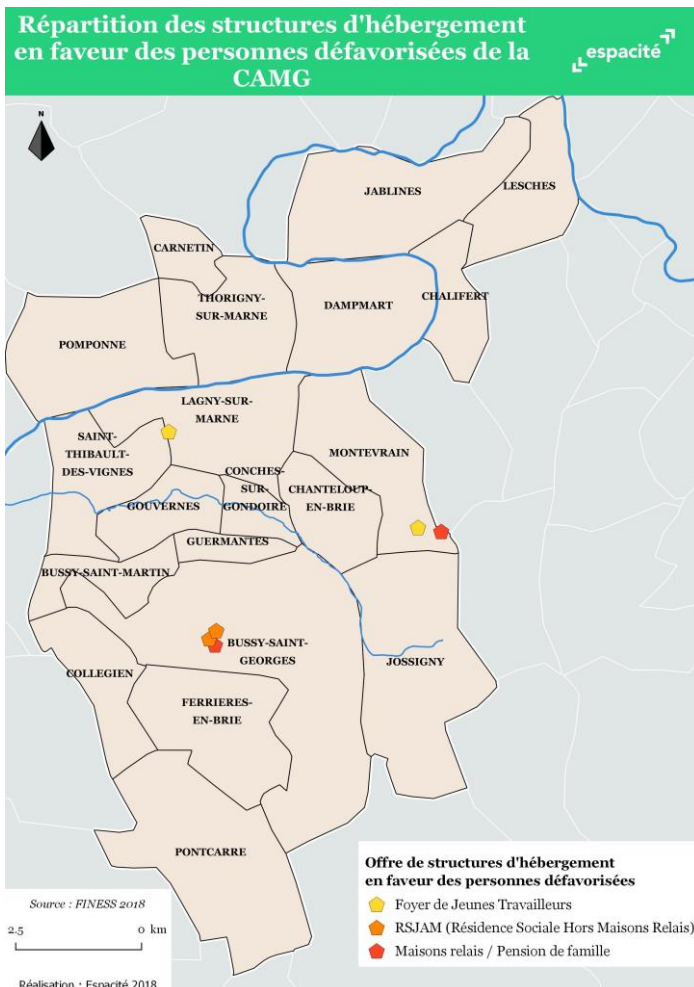 Répartition des structures d'hébergement
en faveur des personnes défavorisées de la
CAMG
espacité
N
JABLINES
LESCHES
CARNETIN
THORIGNY-
SUR-MARNE
DAMPMART
CHALIFERT
POMPONNE
LAGNY-SUR-
MARNE
SAINT-
THIBAULT-
DES-VIGNES
MONTEVRAIN
CONCHES-
SUR-
GONDOIRE
CHANTELOUP-
EN-BRIE
GOUVERNES
GUERMANTES
BUSSY-SAINT-MARTIN
BUSSY-SAINT-
GEORGES
JOSSIGNY
COLLEGIEN
FERRIERES-
EN-BRIE
PONTCARRE
Offre de structures d'hébergement
en faveur des personnes défavorisées
Foyer de Jeunes Travailleurs
RSJAM (Résidence Sociale Hors Maisons Relais)
Maisons relais / Pension de famille
Source : FINESS 2018
2.5 0 km
Réalisation : Espacité 2018